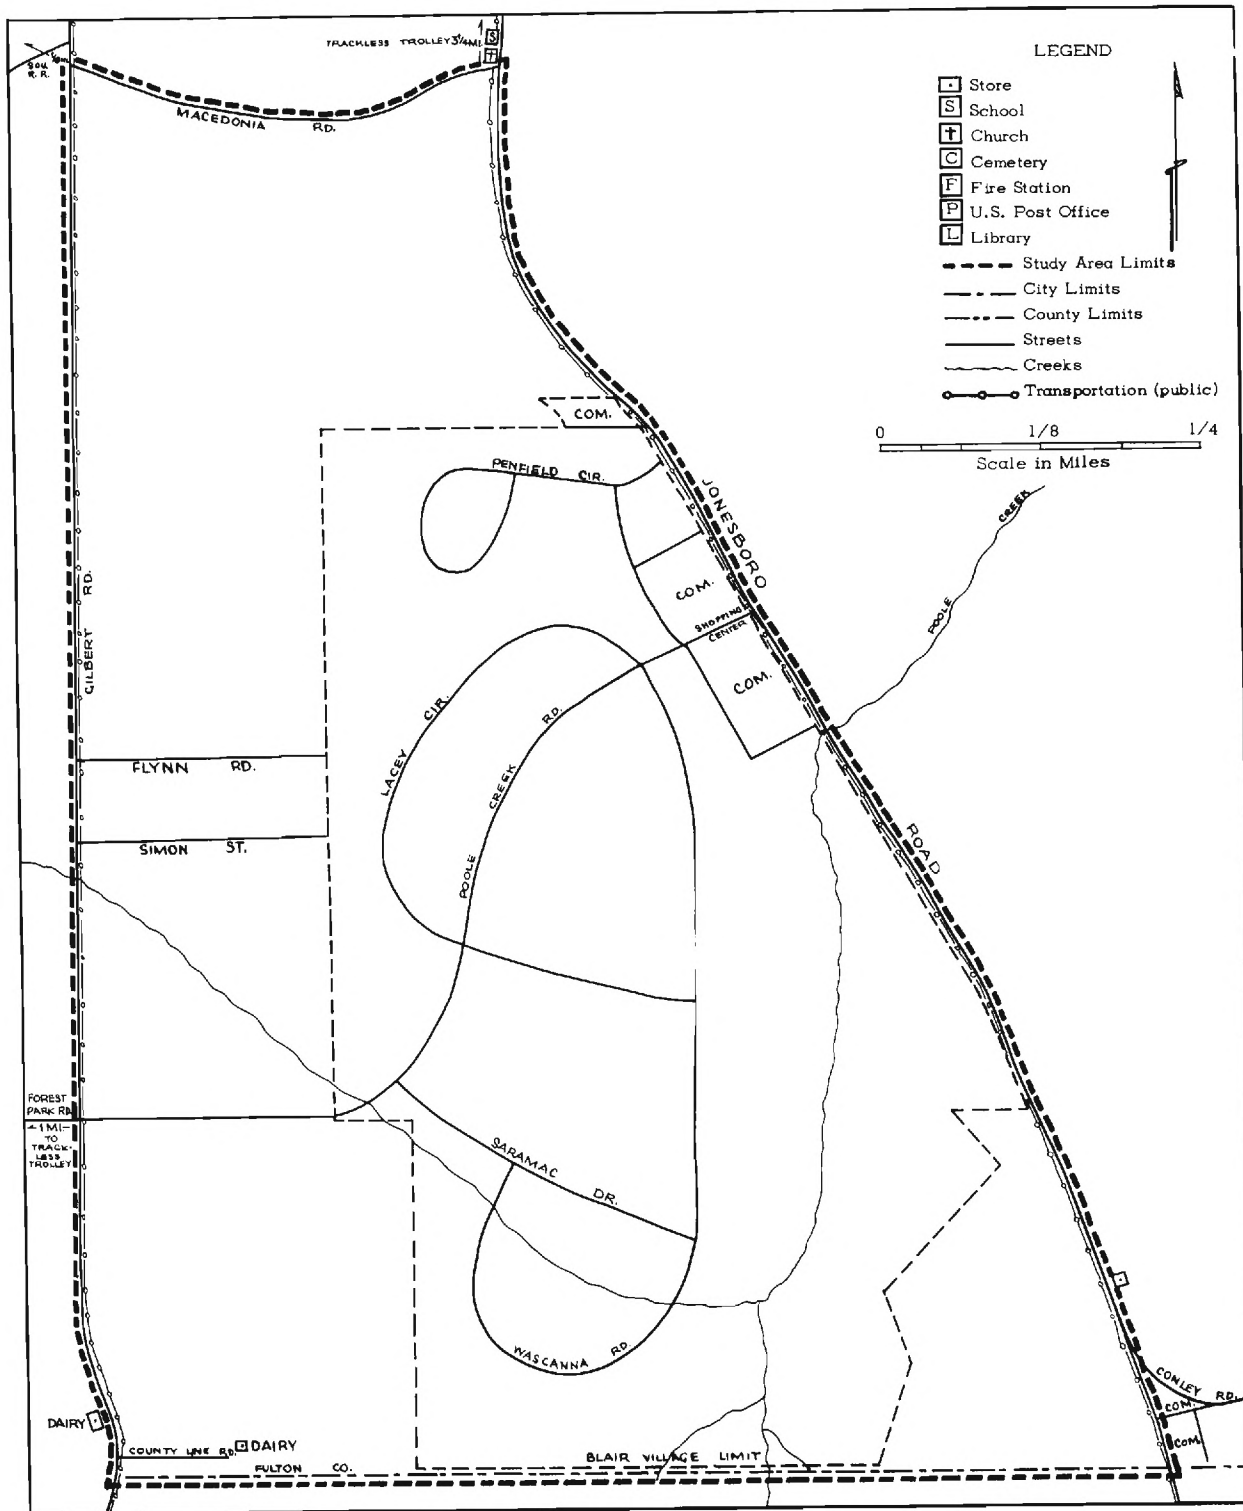 TRACKLESS TROLLEY 3¼ MI.
S
†
R.R.
MACEDONIA RD.
LEGEND
Store
S School
† Church
C Cemetery
F Fire Station
P U.S. Post Office
L Library
Study Area Limits
City Limits
County Limits
Streets
Creeks
Transportation (public)
0 1/8 1/4
Scale in Miles
COM.
PENFIELD CIR.
JONESBORO
COM.
SHOPPING
CENTER
COM.
POOLE CREEK
GILBERT RD.
LACEY CIR.
POOLE CREEK RD.
FLYNN RD.
SIMON ST.
ROAD
FOREST
PARK RD.
1 MI
TO
TRACK-
LESS
TROLLEY
SARAMAC DR.
WASCANNA RD.
CONLEY RD.
COM.
COM.
DAIRY
COUNTY LINE RD.
DAIRY
FULTON CO.
BLAIR VILLAGE LIMIT